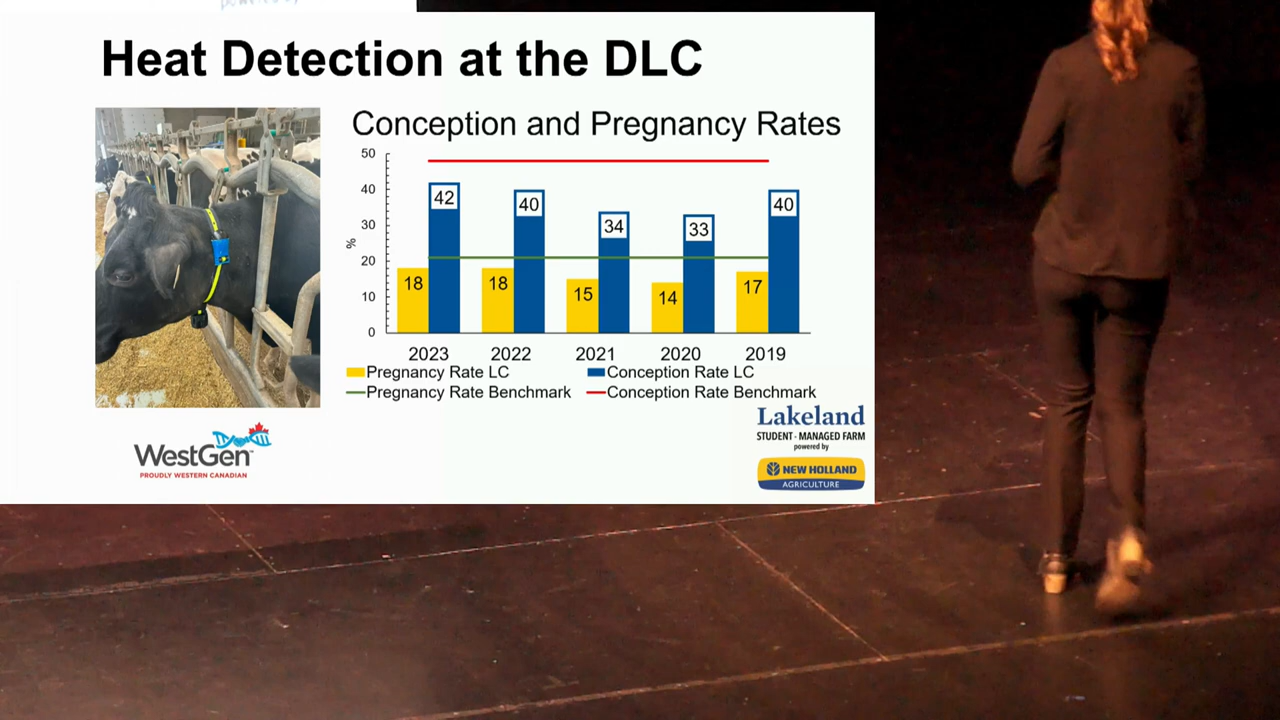 powered by
Heat Detection at the DLC
Conception and Pregnancy Rates
50
40
30
20
10
0
%
18
42
18
40
15
34
14
33
17
40
2023 2022 2021 2020 2019
Pregnancy Rate LC Conception Rate LC
Pregnancy Rate Benchmark Conception Rate Benchmark
WestGen
PROUDLY WESTERN CANADIAN
Lakeland
STUDENT - MANAGED FARM
powered by
NEW HOLLAND
AGRICULTURE